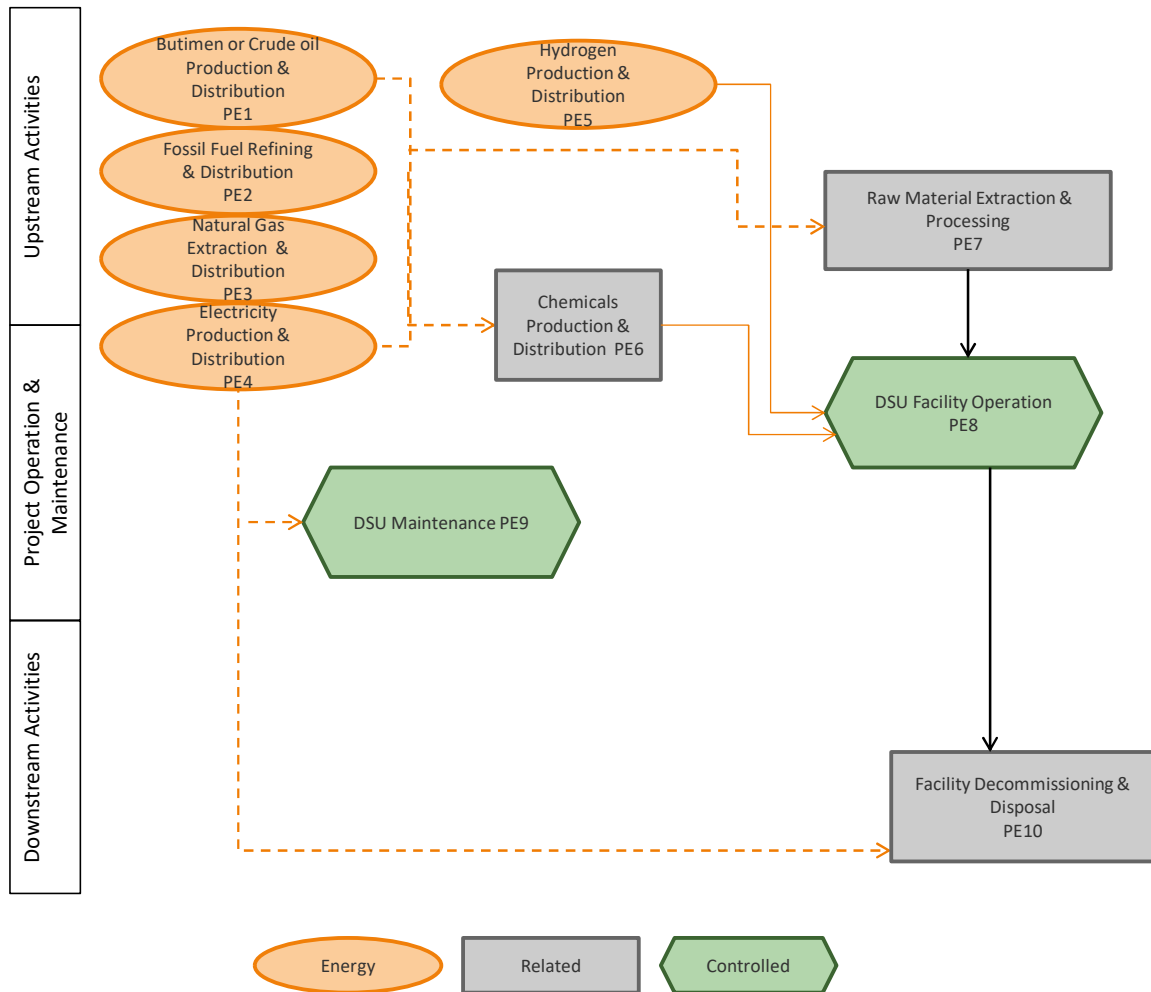 Upstream Activities
Project Operation &
Maintenance
Downstream Activities
Butimen or Crude oil
Production &
Distribution
PE1
Fossil Fuel Refining
& Distribution
PE2
Natural Gas
Extraction & 
Distribution
PE3
Electricity
Production &
Distribution
PE4
Hydrogen
Production &
Distribution
PE5
Chemicals
Production &
Distribution PE6
Raw Material Extraction &
Processing
PE7
DSU Facility Operation
PE8
DSU Maintenance PE9
Facility Decommissioning &
Disposal
PE10
Energy
Related
Controlled